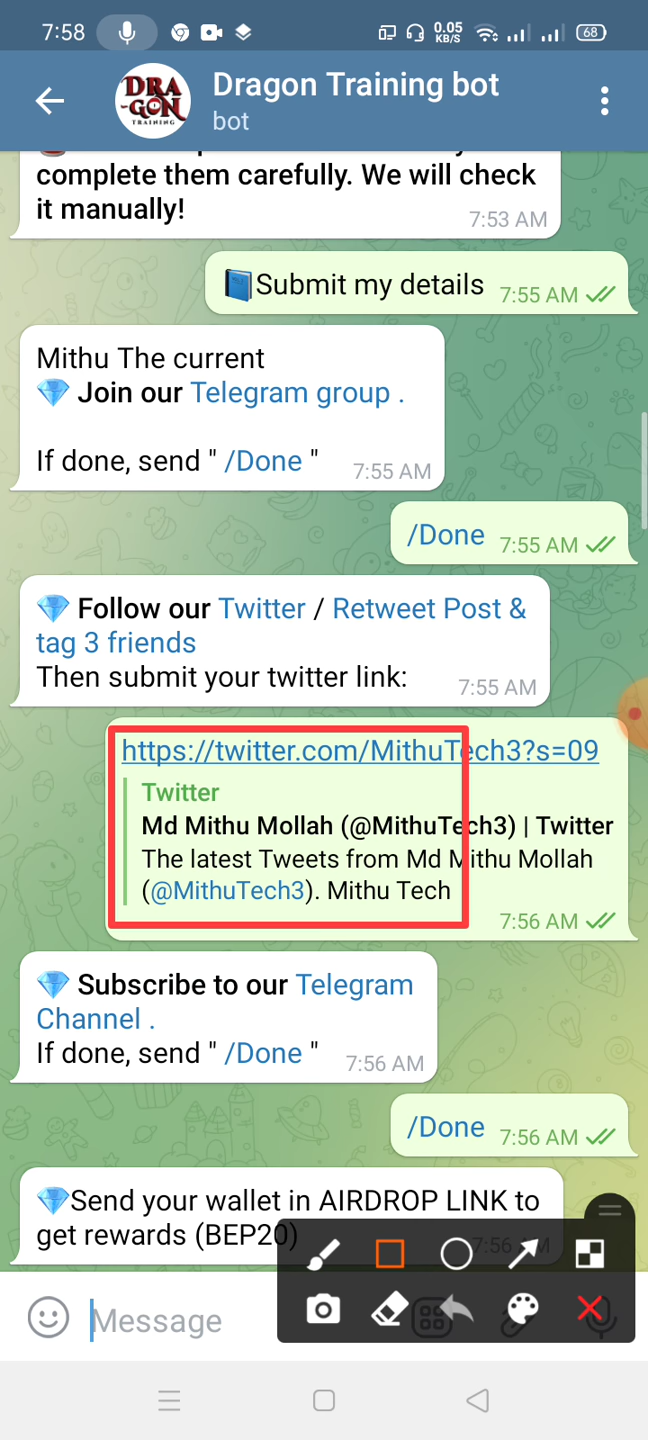 7:58
0.05
KB/S
68
DRA
-GON
TRAINING
Dragon Training bot
bot
complete them carefully. We will check
it manually!
7:53 AM
Submit my details
7:55 AM
Mithu The current
Join our Telegram group .
If done, send " /Done "
7:55 AM
/Done
7:55 AM
Follow our Twitter / Retweet Post &
tag 3 friends
Then submit your twitter link:
7:55 AM
https://twitter.com/MithuTech3?s=09
Twitter
Md Mithu Mollah (@MithuTech3) | Twitter
The latest Tweets from Md Mithu Mollah
(@MithuTech3). Mithu Tech
7:56 AM
Subscribe to our Telegram
Channel .
If done, send " /Done "
7:56 AM
/Done
7:56 AM
Send your wallet in AIRDROP LINK to
get rewards (BEP20)
7:56 AM
Message